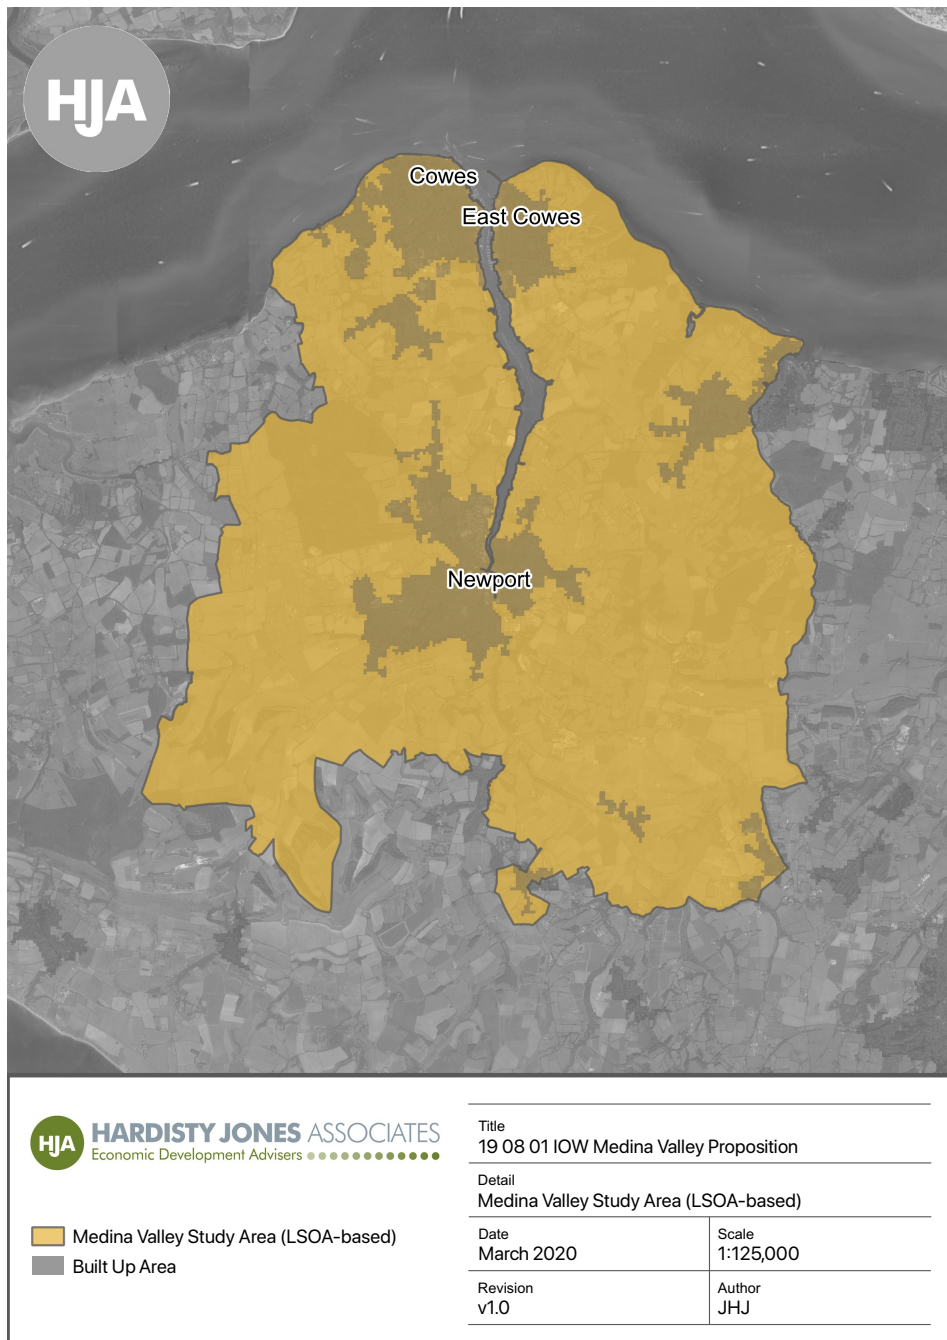 HJA
Cowes
East Cowes
Newport
HJA
HARDISTY JONES ASSOCIATES
Economic Development Advisers
Medina Valley Study Area (LSOA-based)
Built Up Area
Title
19 08 01 IOW Medina Valley Proposition
Detail
Medina Valley Study Area (LSOA-based)
Date
March 2020
Scale
1:125,000
Revision
v1.0
Author
JHJ